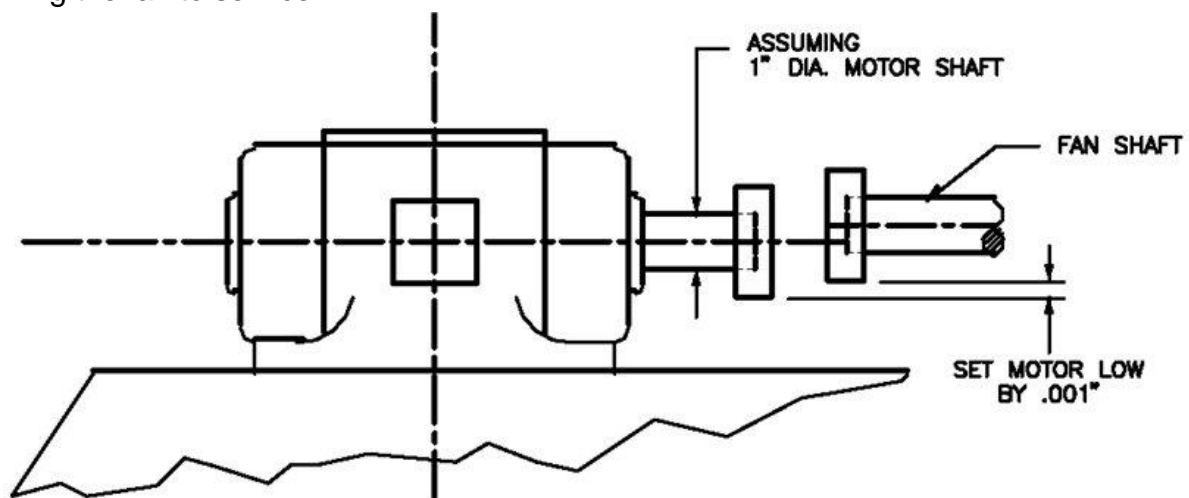 ASSUMING
1" DIA. MOTOR SHAFT
FAN SHAFT
SET MOTOR LOW
BY .001"